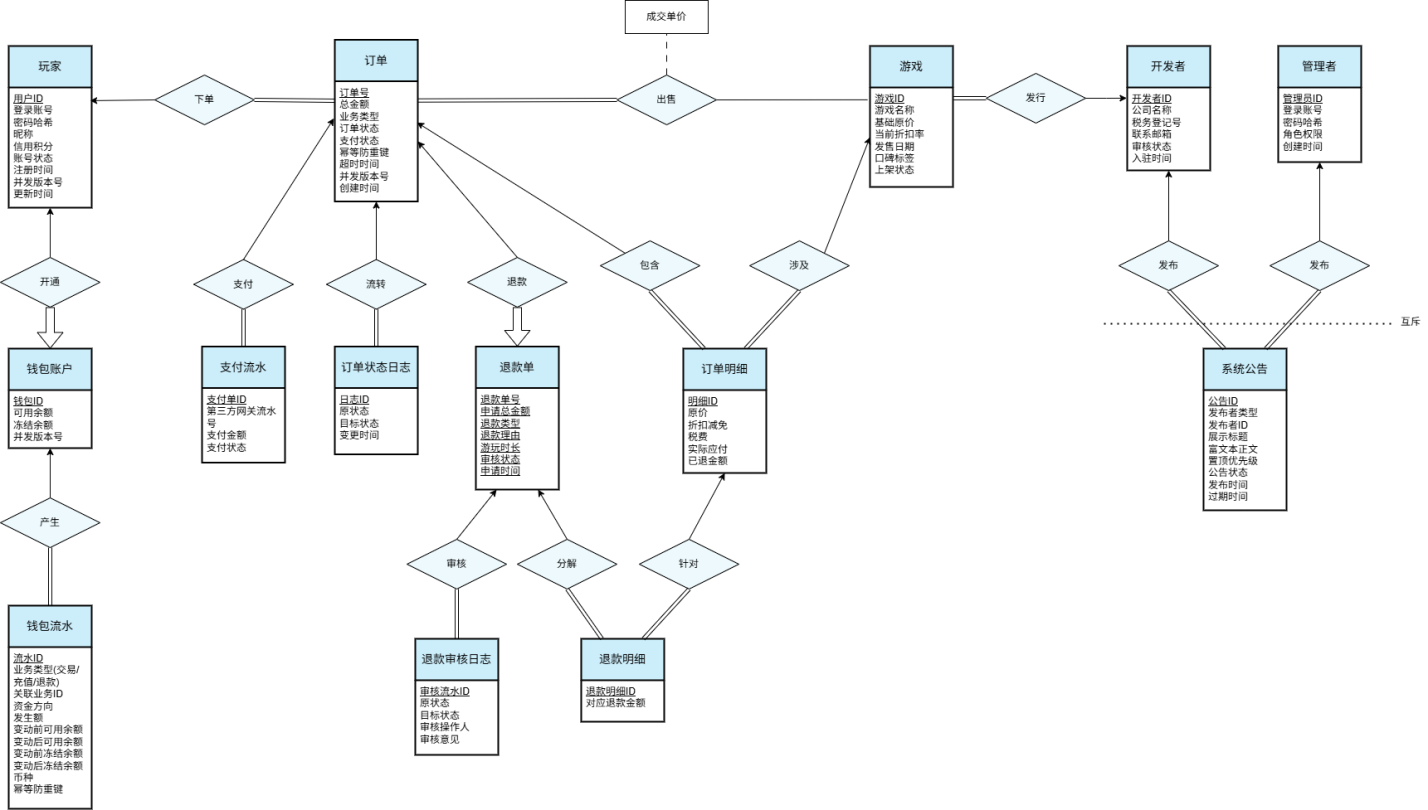 成交单价
玩家
用户ID
登录账号
密码哈希
昵称
信用积分
账号状态
注册时间
并发版本号
更新时间
下单
订单
订单号
总金额
业务类型
订单状态
支付状态
幂等防重键
超时时间
并发版本号
创建时间
出售
游戏
游戏ID
游戏名称
基础原价
当前折扣率
发售日期
口碑标签
上架状态
发行
开发者
开发者ID
公司名称
税务登记号
联系邮箱
审核状态
入驻时间
管理者
管理员ID
登录账号
密码哈希
角色权限
创建时间
开通
支付
流转
退款
包含
涉及
发布
发布
互斥
钱包账户
钱包ID
可用余额
冻结余额
并发版本号
支付流水
支付单ID
第三方网关流水
号
支付金额
支付状态
订单状态日志
日志ID
原状态
目标状态
变更时间
退款单
退款单号
申请总金额
退款类型
退款理由
游玩时长
审核状态
申请时间
订单明细
明细ID
原价
折扣减免
税费
实际应付
已退金额
系统公告
公告ID
发布者类型
发布者ID
展示标题
富文本正文
置顶优先级
公告状态
发布时间
过期时间
产生
审核
分解
针对
钱包流水
流水ID
业务类型(交易/
充值/退款)
关联业务ID
资金方向
发生额
变动前可用余额
变动后可用余额
变动前冻结余额
变动后冻结余额
币种
幂等防重键
退款审核日志
审核流水ID
原状态
目标状态
审核操作人
审核意见
退款明细
退款明细ID
对应退款金额